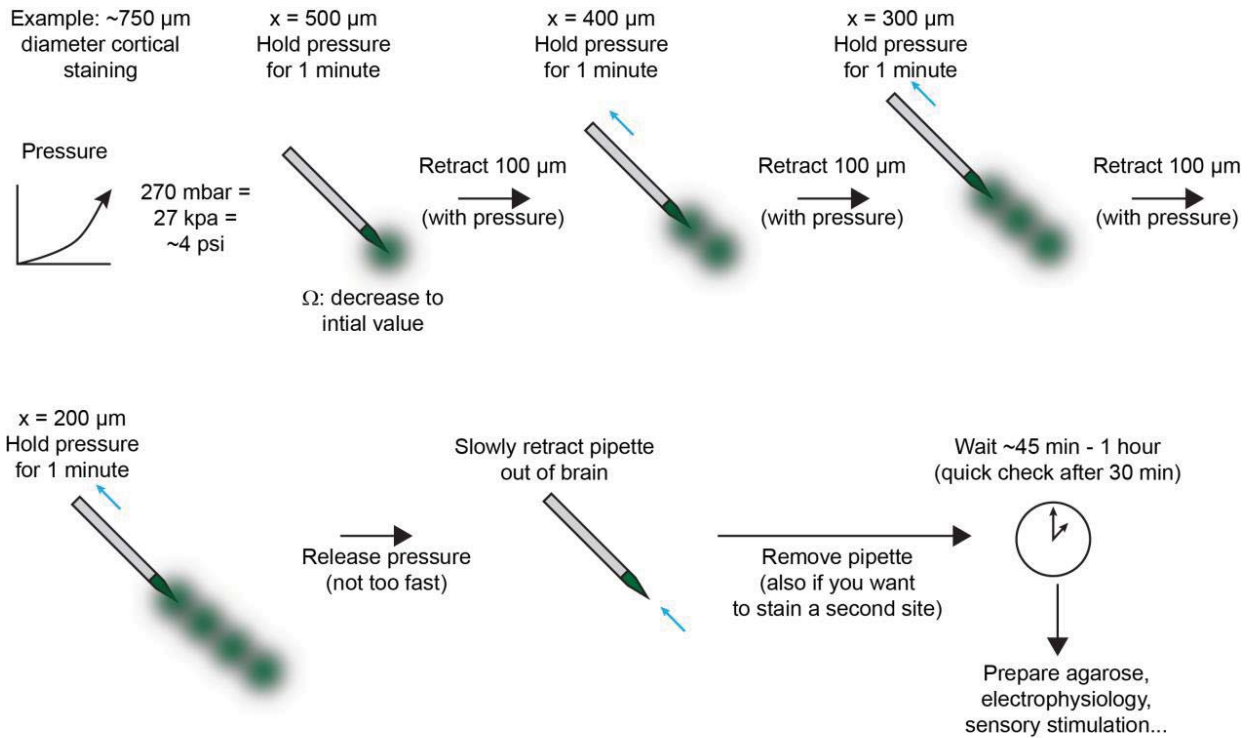 Example: ~750 µm
diameter cortical
staining
x = 500 µm
Hold pressure
for 1 minute
x = 400 µm
Hold pressure
for 1 minute
x = 300 µm
Hold pressure
for 1 minute
Pressure
270 mbar =
27 kpa =
~4 psi
Retract 100 µm
(with pressure)
Retract 100 µm
(with pressure)
Retract 100 µm
(with pressure)
Ω: decrease to
intial value
x = 200 µm
Hold pressure
for 1 minute
Release pressure
(not too fast)
Slowly retract pipette
out of brain
Remove pipette
(also if you want
to stain a second site)
Wait ~45 min - 1 hour
(quick check after 30 min)
Prepare agarose,
electrophysiology,
sensory stimulation...